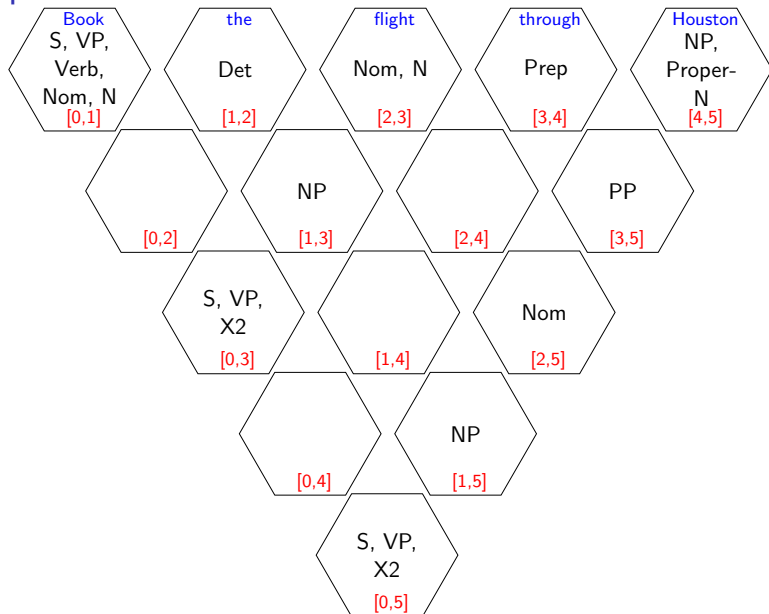 Book the flight through Houston
S, VP, Det Nom, N Prep NP,
Verb, Proper-
Nom, N N
[0,1] [1,2] [2,3] [3,4] [4,5]
NP PP
[0,2] [1,3] [2,4] [3,5]
S, VP, Nom
X2
[0,3] [1,4] [2,5]
NP
[0,4] [1,5]
S, VP,
X2
[0,5]